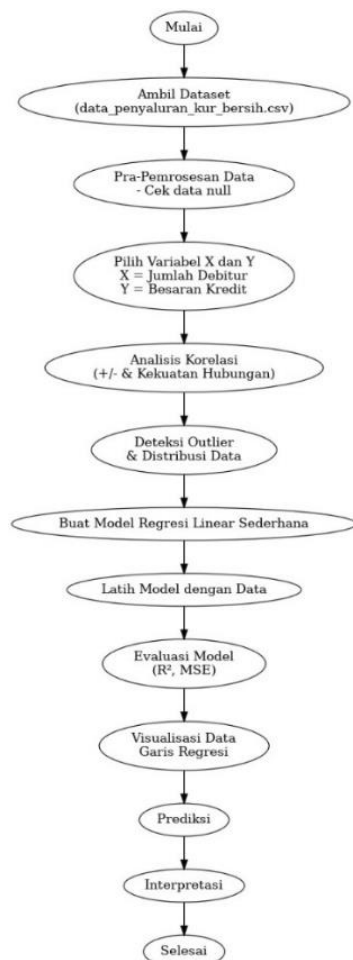 Mulai
Ambil Dataset
(data_penyaluran_kur_bersih.csv)
Pra-Pemrosesan Data
- Cek data null
Pilih Variabel X dan Y
X = Jumlah Debitur
Y = Besaran Kredit
Analisis Korelasi
(+/- & Kekuatan Hubungan)
Deteksi Outlier
& Distribusi Data
Buat Model Regresi Linear Sederhana
Latih Model dengan Data
Evaluasi Model
(R², MSE)
Visualisasi Data
Garis Regresi
Prediksi
Interpretasi
Selesai